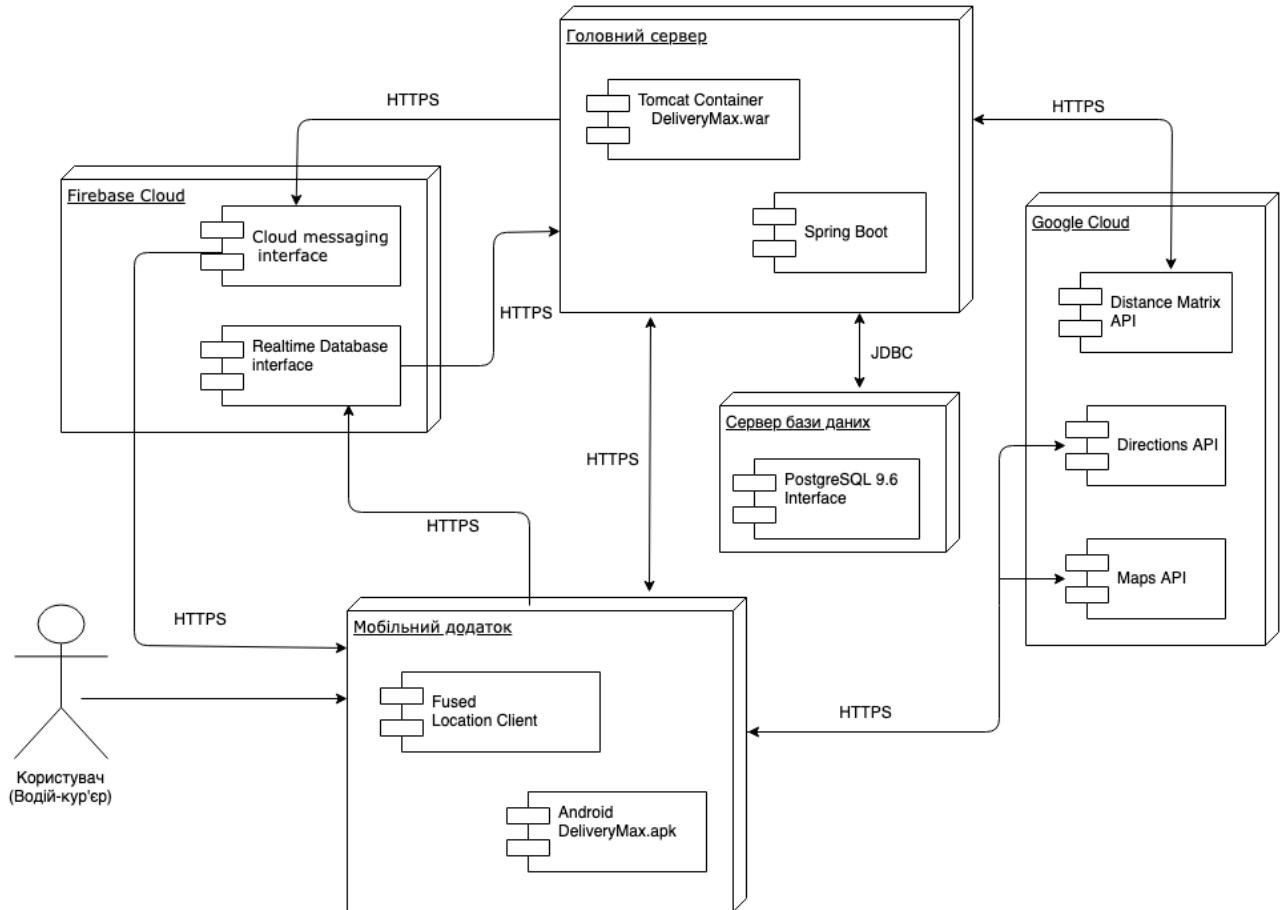 Головний сервер
Tomcat Container
DeliveryMax.war
Spring Boot
HTTPS
HTTPS
Firebase Cloud
Cloud messaging
interface
Realtime Database
interface
HTTPS
Google Cloud
Distance Matrix
API
Directions API
Maps API
JDBC
Сервер бази даних
PostgreSQL 9.6
Interface
HTTPS
HTTPS
HTTPS
Мобільний додаток
Fused
Location Client
Android
DeliveryMax.apk
HTTPS
Користувач
(Водій-кур'єр)